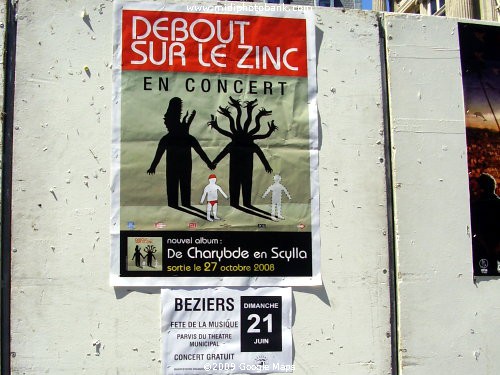 www.midiphotobank.com
DEBOUT
SUR LE ZINC
EN CONCERT
nouvel album :
De Charybde en Scylla
sortie le 27 octobre 2008
BEZIERS
FETE DE LA MUSIQUE
PARVIS DU THEATRE
MUNICIPAL
CONCERT GRATUIT
DIMANCHE
21
JUIN
©2009 Google Maps